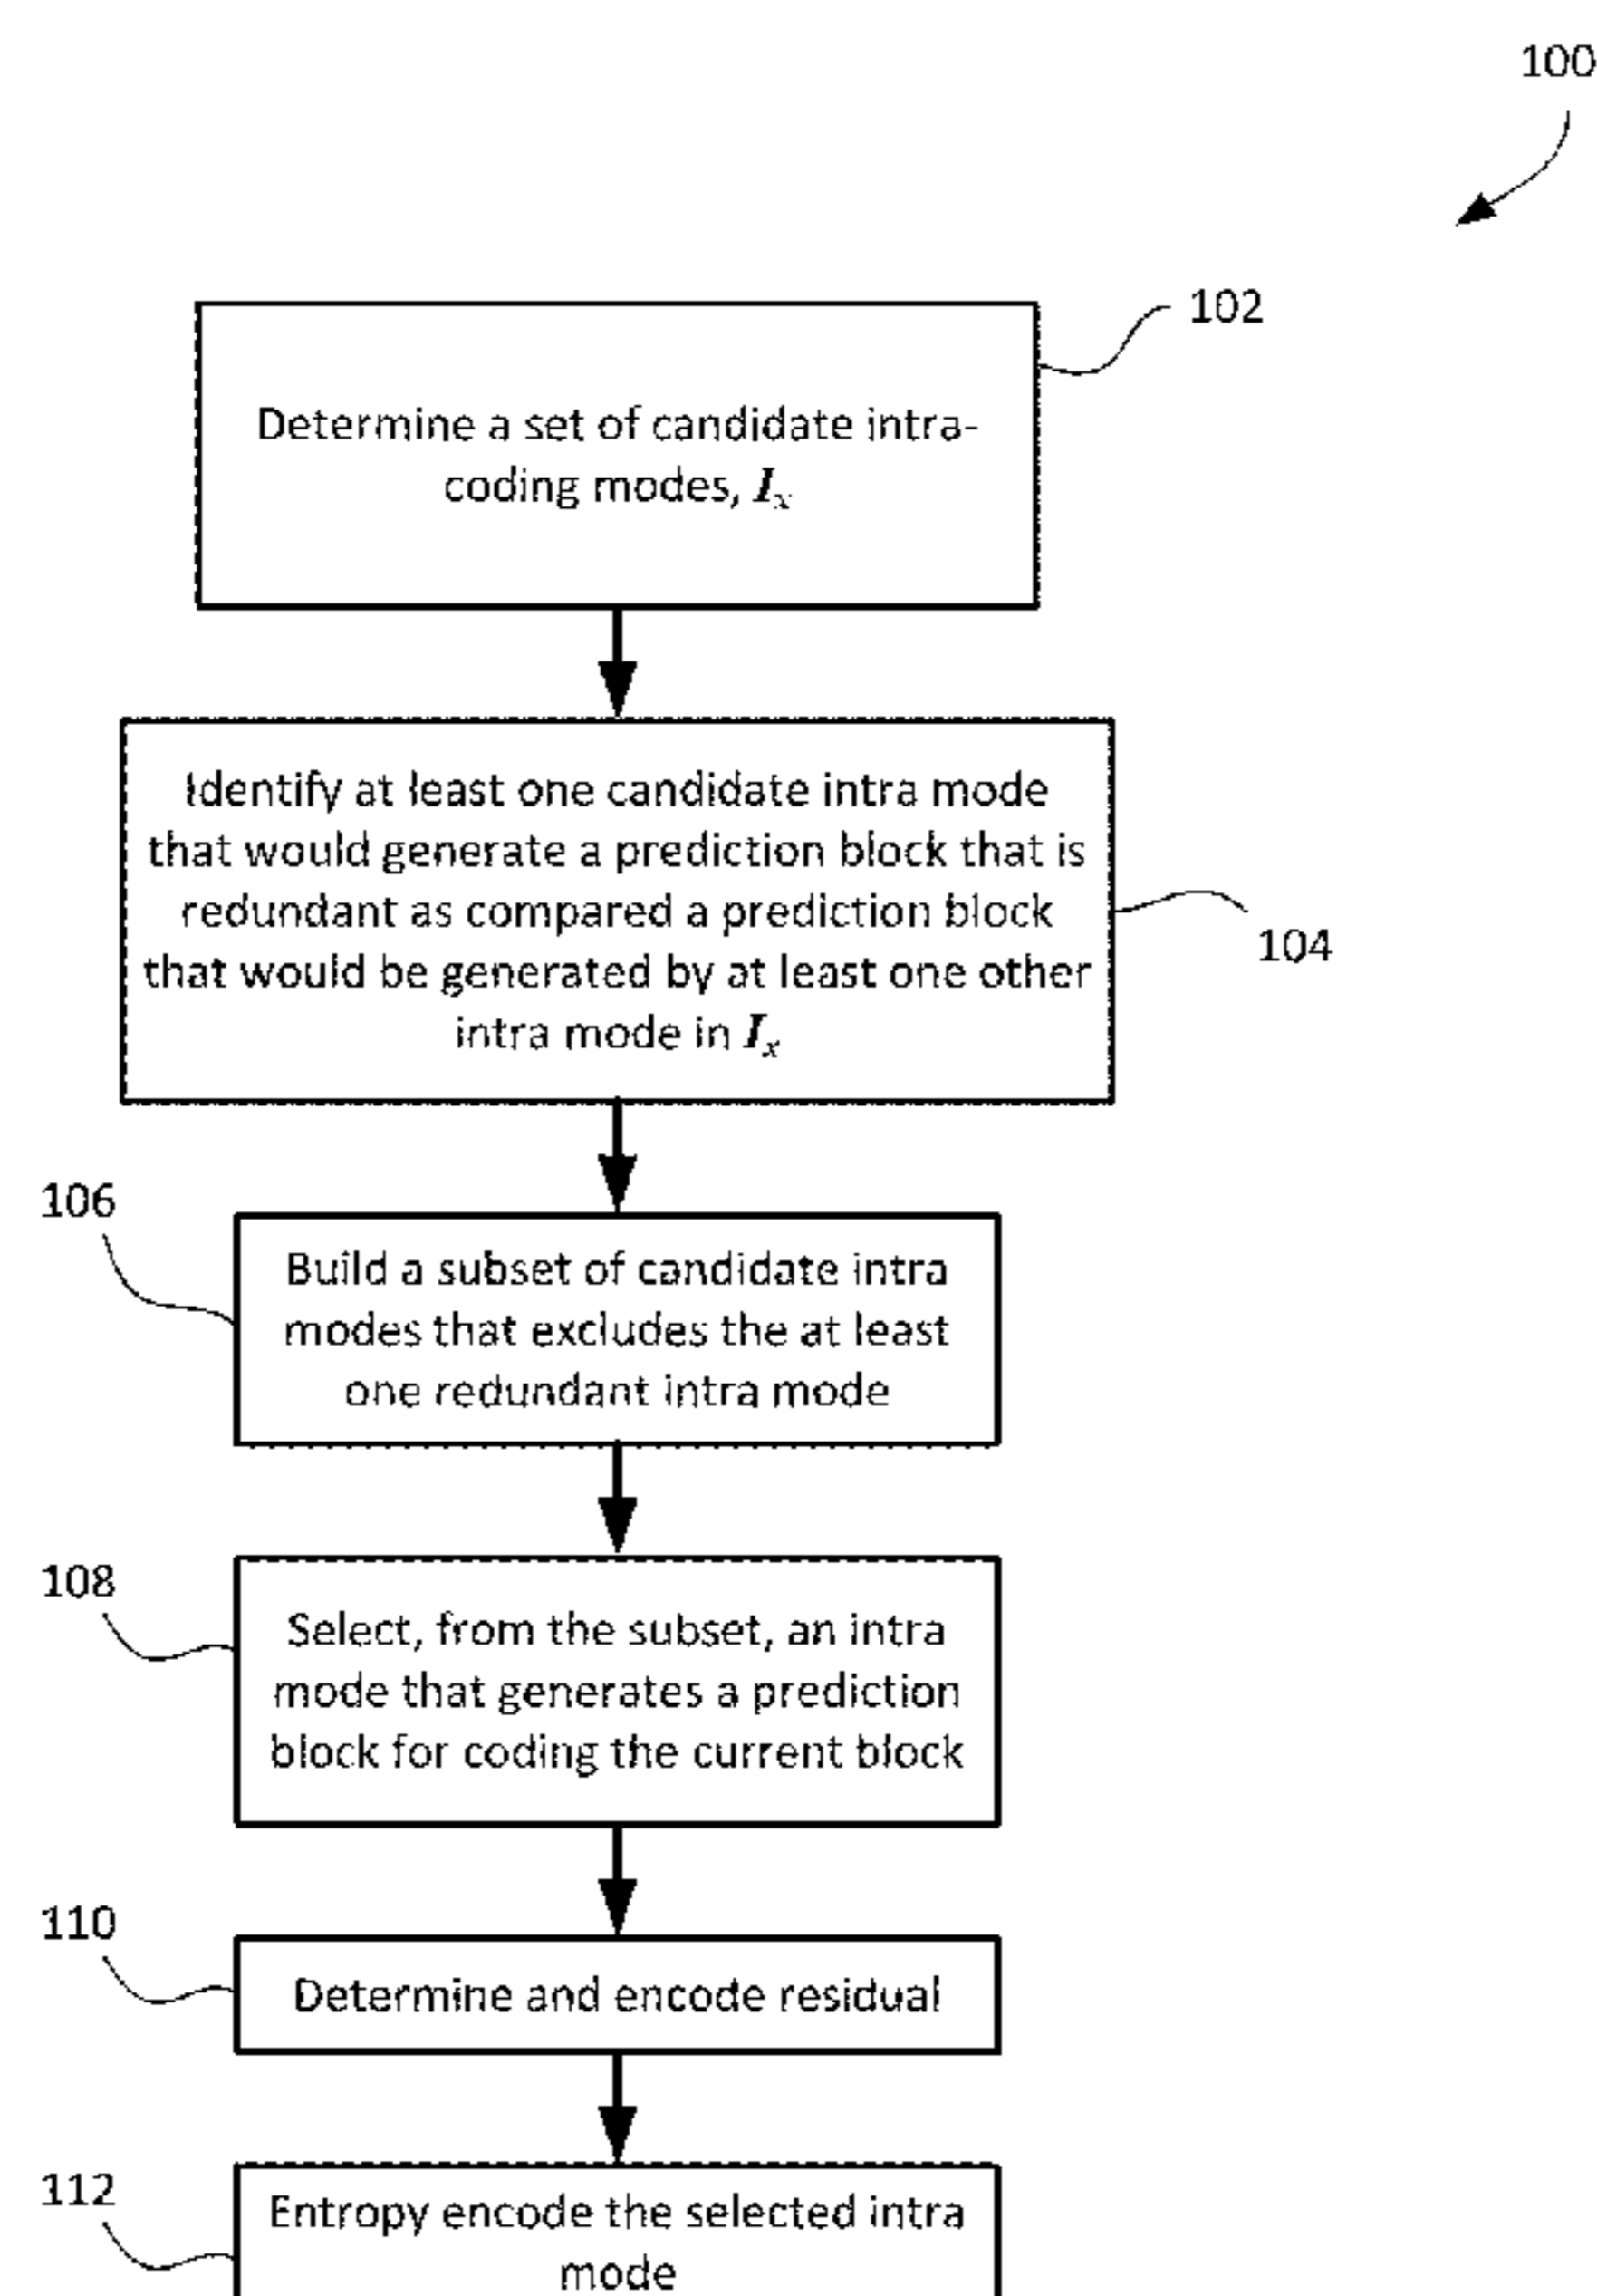 100
102
Determine a set of candidate intra-
coding modes, Ix
Identify at least one candidate intra mode
that would generate a prediction block that is
redundant as compared a prediction block
that would be generated by at least one other
intra mode in Ix
104
106
Build a subset of candidate intra
modes that excludes the at least
one redundant intra mode
108
Select, from the subset, an intra
mode that generates a prediction
block for coding the current block
110
Determine and encode residual
112
Entropy encode the selected intra
mode